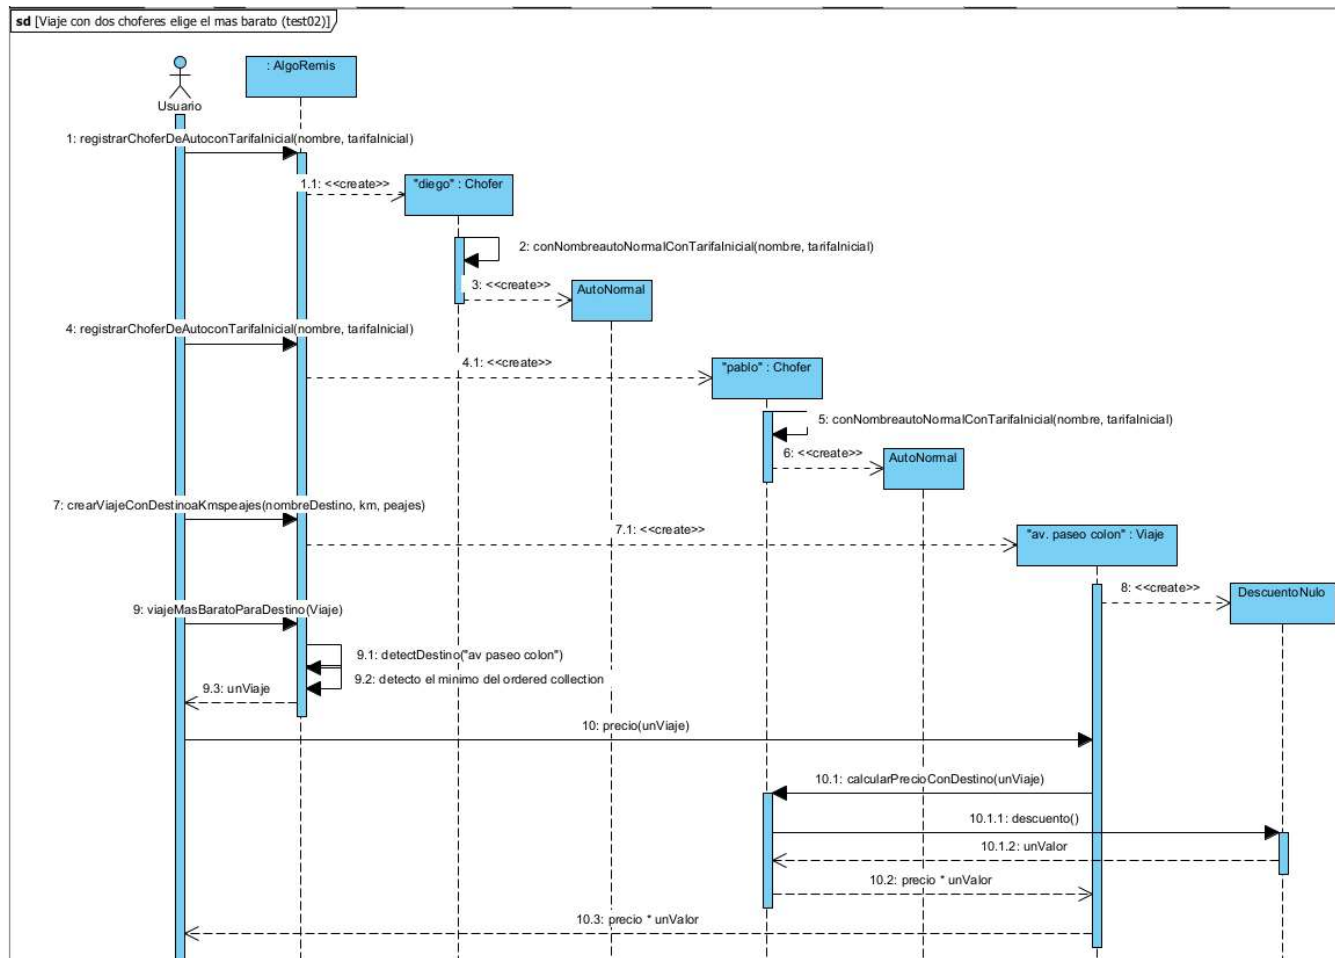 sd [Viaje con dos choferes elige el mas barato (test02)]
: AlgoRemis
Usuario
1: registrarChoferDeAutoconTarifaInicial(nombre, tarifaInicial)
1.1: <<create>>
"diego" : Chofer
2: conNombreautoNormalConTarifaInicial(nombre, tarifaInicial)
3: <<create>>
AutoNormal
4: registrarChoferDeAutoconTarifaInicial(nombre, tarifaInicial)
4.1: <<create>>
"pablo" : Chofer
5: conNombreautoNormalConTarifaInicial(nombre, tarifaInicial)
6: <<create>>
AutoNormal
7: crearViajeConDestinoaKmspeajes(nombreDestino, km, peajes)
7.1: <<create>>
"av. paseo colon" : Viaje
8: <<create>>
DescuentoNulo
9: viajeMasBaratoParaDestino(Viaje)
9.1: detectDestino("av paseo colon")
9.2: detecto el minimo del ordered collection
9.3: unViaje
10: precio(unViaje)
10.1: calcularPrecioConDestino(unViaje)
10.1.1: descuento()
10.1.2: unValor
10.2: precio * unValor
10.3: precio * unValor